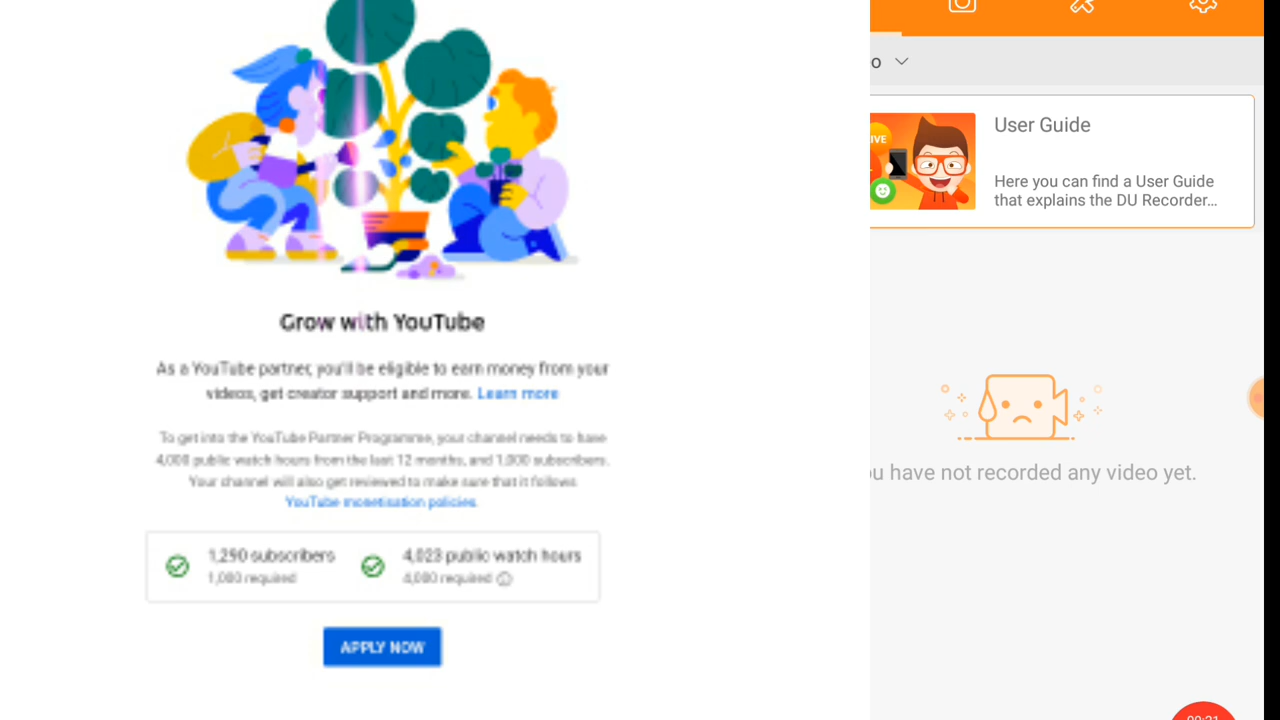 Grow with YouTube
As a YouTube partner, you'll be eligible to earn money from your
videos, get creator support and more. Learn more
To get into the YouTube Partner Programme, your channel needs to have
4,000 public watch hours from the last 12 months, and 1,000 subscribers.
Your channel will also get reviewed to make sure that it follows
YouTube monetisation policies.
1,290 subscribers
1,000 required
4,023 public watch hours
4,000 required
APPLY NOW
o
IVE
User Guide
Here you can find a User Guide
that explains the DU Recorder...
ou have not recorded any video yet.
00:21